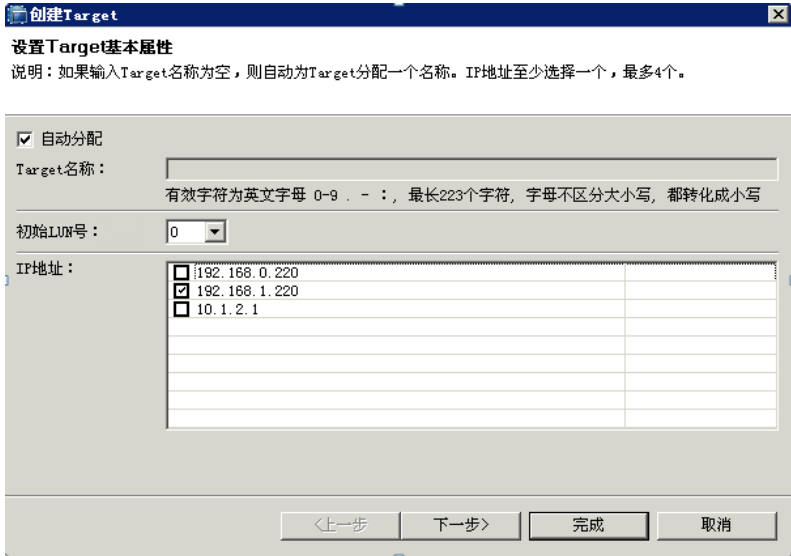 创建Target
设置Target基本属性
说明：如果输入Target名称为空，则自动为Target分配一个名称。IP地址至少选择一个，最多4个。
自动分配
Target名称：
有效字符为英文字母 0-9 . - :, 最长223个字符, 字母不区分大小写, 都转化成小写
初始LUN号：
0
IP地址：
192.168.0.220
192.168.1.220
10.1.2.1
<上一步
下一步>
完成
取消